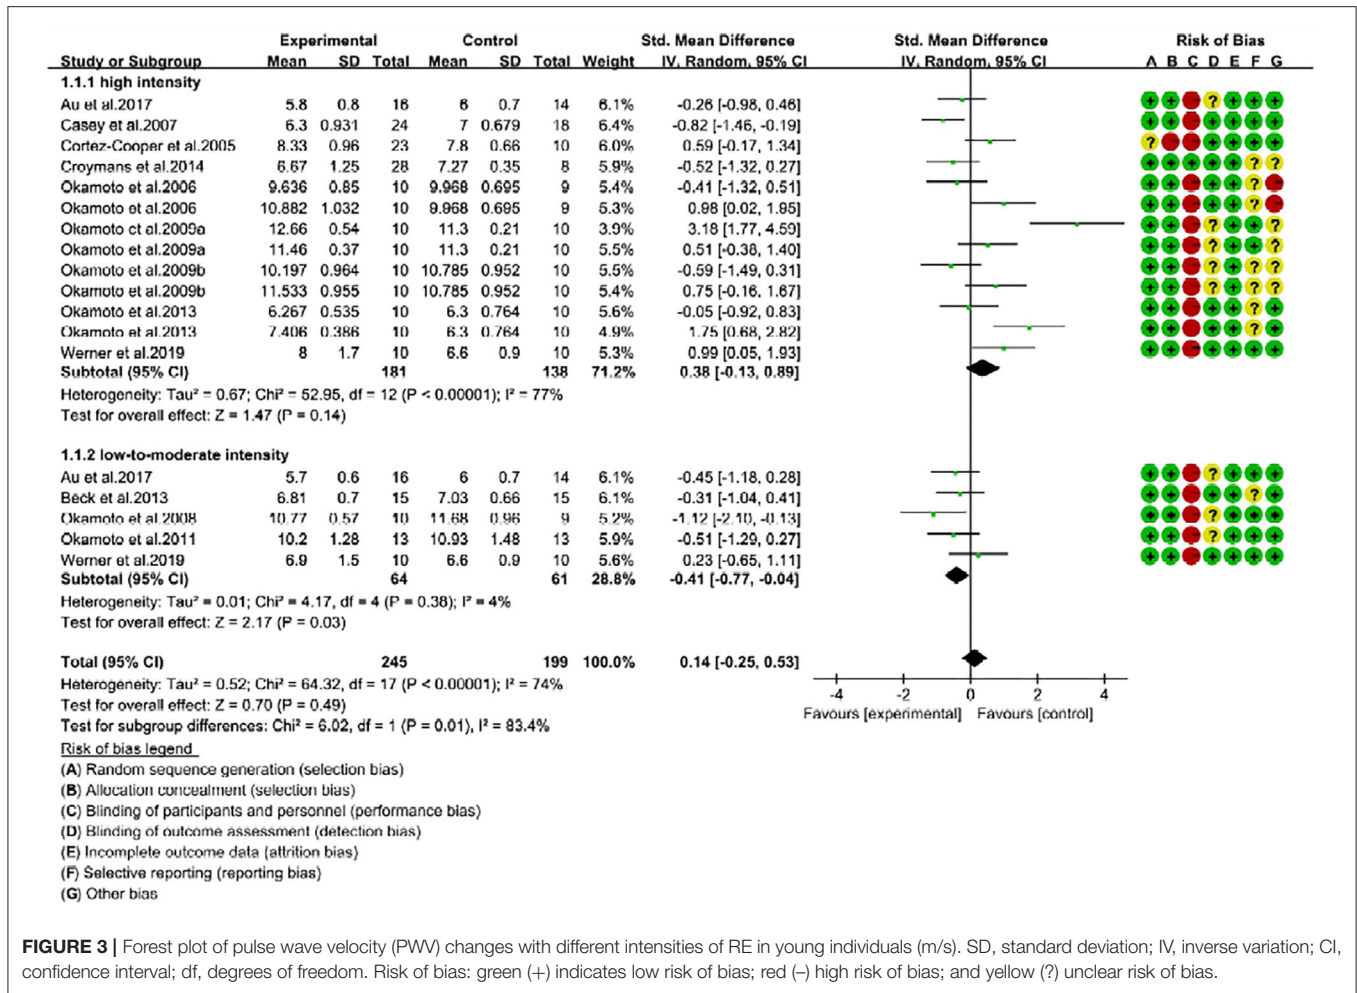 Experimental Control Std. Mean Difference Std. Mean Difference Risk of Bias
Study or Subgroup Mean SD Total Mean SD Total Weight IV, Random, 95% CI IV, Random, 95% CI A B C D E F G
1.1.1 high intensity
Au et al.2017 5.8 0.8 16 6 0.7 14 6.1% -0.26 [-0.98, 0.46] + + − ? + + +
Casey et al.2007 6.3 0.931 24 7 0.679 18 6.4% -0.82 [-1.46, -0.19] + + − + + + +
Cortez-Cooper et al.2005 8.33 0.96 23 7.8 0.66 10 6.0% 0.59 [-0.17, 1.34] ? − − + + + +
Croymans et al.2014 6.67 1.25 28 7.27 0.35 8 5.9% -0.52 [-1.32, 0.27] + + + + + ? ?
Okamoto et al.2006 9.636 0.85 10 9.968 0.695 9 5.4% -0.41 [-1.32, 0.51] + + − + + ? −
Okamoto et al.2006 10.882 1.032 10 9.968 0.695 9 5.3% 0.98 [0.02, 1.95] + + − + + ? −
Okamoto et al.2009a 12.66 0.54 10 11.3 0.21 10 3.9% 3.18 [1.77, 4.59] + + − ? + + ?
Okamoto et al.2009a 11.46 0.37 10 11.3 0.21 10 5.5% 0.51 [-0.38, 1.40] + + − ? + + ?
Okamoto et al.2009b 10.197 0.964 10 10.785 0.952 10 5.5% -0.59 [-1.49, 0.31] + + − ? + ? ?
Okamoto et al.2009b 11.533 0.955 10 10.785 0.952 10 5.4% 0.75 [-0.16, 1.67] + + − ? + ? ?
Okamoto et al.2013 6.267 0.535 10 6.3 0.764 10 5.6% -0.05 [-0.92, 0.83] + + − + + ? +
Okamoto et al.2013 7.406 0.386 10 6.3 0.764 10 4.9% 1.75 [0.68, 2.82] + + − + + ? +
Werner et al.2019 8 1.7 10 6.6 0.9 10 5.3% 0.99 [0.05, 1.93] + + − + + + +
Subtotal (95% CI) 181 138 71.2% 0.38 [-0.13, 0.89]
Heterogeneity: Tau² = 0.67; Chi² = 52.95, df = 12 (P < 0.00001); I² = 77%
Test for overall effect: Z = 1.47 (P = 0.14)
1.1.2 low-to-moderate intensity
Au et al.2017 5.7 0.6 16 6 0.7 14 6.1% -0.45 [-1.18, 0.28] + + − ? + + +
Beck et al.2013 6.81 0.7 15 7.03 0.66 15 6.1% -0.31 [-1.04, 0.41] + + − + + ? +
Okamoto et al.2008 10.77 0.57 10 11.68 0.96 9 5.2% -1.12 [-2.10, -0.13] + + − ? + + +
Okamoto et al.2011 10.2 1.28 13 10.93 1.48 13 5.9% -0.51 [-1.29, 0.27] + + − ? + + +
Werner et al.2019 6.9 1.5 10 6.6 0.9 10 5.6% 0.23 [-0.65, 1.11] + + − + + + +
Subtotal (95% CI) 64 61 28.8% -0.41 [-0.77, -0.04]
Heterogeneity: Tau² = 0.01; Chi² = 4.17, df = 4 (P = 0.38); I² = 4%
Test for overall effect: Z = 2.17 (P = 0.03)
Total (95% CI) 245 199 100.0% 0.14 [-0.25, 0.53]
Heterogeneity: Tau² = 0.52; Chi² = 64.32, df = 17 (P < 0.00001); I² = 74%
Test for overall effect: Z = 0.70 (P = 0.49)
Test for subgroup differences: Chi² = 6.02, df = 1 (P = 0.01), I² = 83.4%
-4 -2 0 2 4
Favours [experimental] Favours [control]
Risk of bias legend
(A) Random sequence generation (selection bias)
(B) Allocation concealment (selection bias)
(C) Blinding of participants and personnel (performance bias)
(D) Blinding of outcome assessment (detection bias)
(E) Incomplete outcome data (attrition bias)
(F) Selective reporting (reporting bias)
(G) Other bias
FIGURE 3 | Forest plot of pulse wave velocity (PWV) changes with different intensities of RE in young individuals (m/s). SD, standard deviation; IV, inverse variation; CI,
confidence interval; df, degrees of freedom. Risk of bias: green (+) indicates low risk of bias; red (–) high risk of bias; and yellow (?) unclear risk of bias.